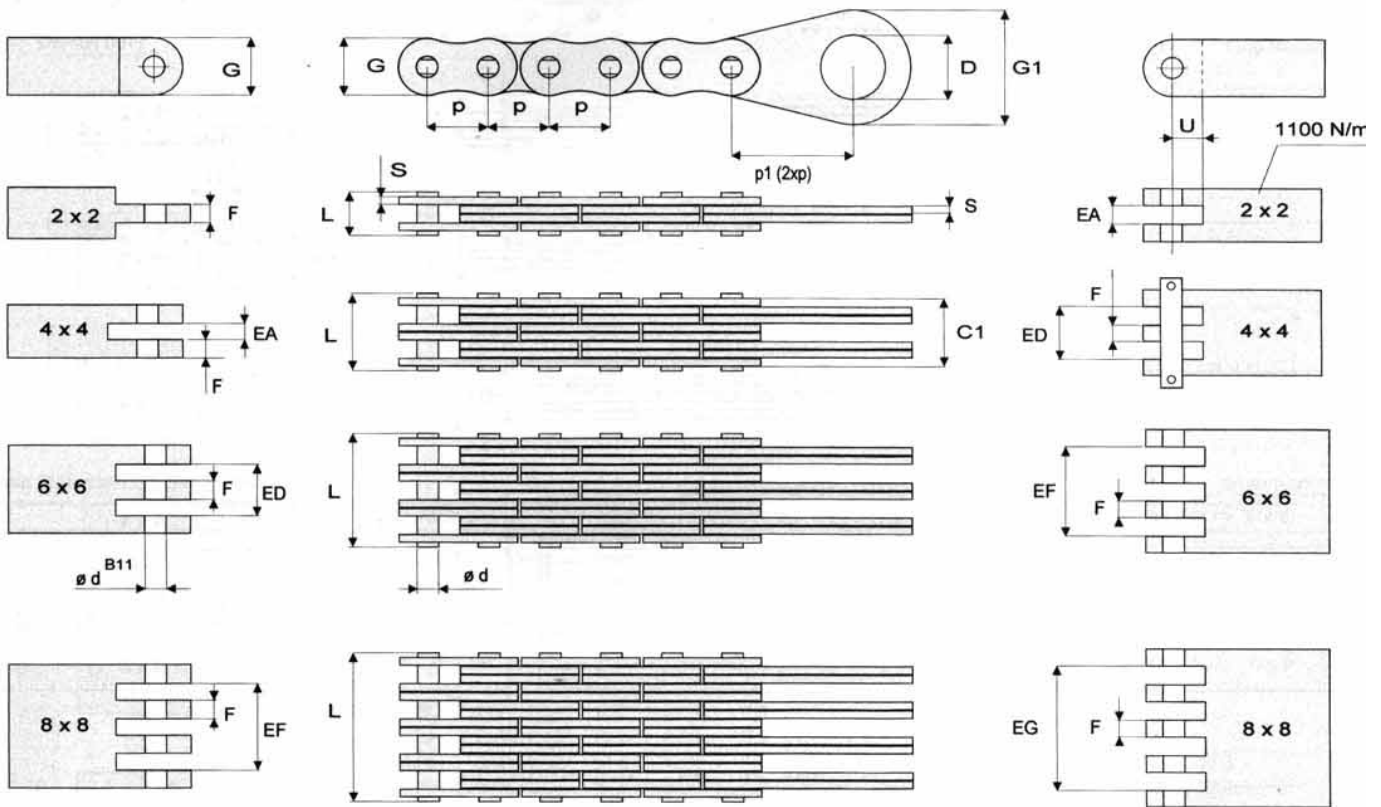 G
G
p
p
p
D
G1
p1 (2xp)
U
1100 N/m
S
L
S
2 x 2
F
EA
2 x 2
4 x 4
EA
F
L
C1
F
ED
4 x 4
6 x 6
F
ED
L
EF
F
6 x 6
ø d B11
ø d
8 x 8
F
EF
L
EG
F
8 x 8